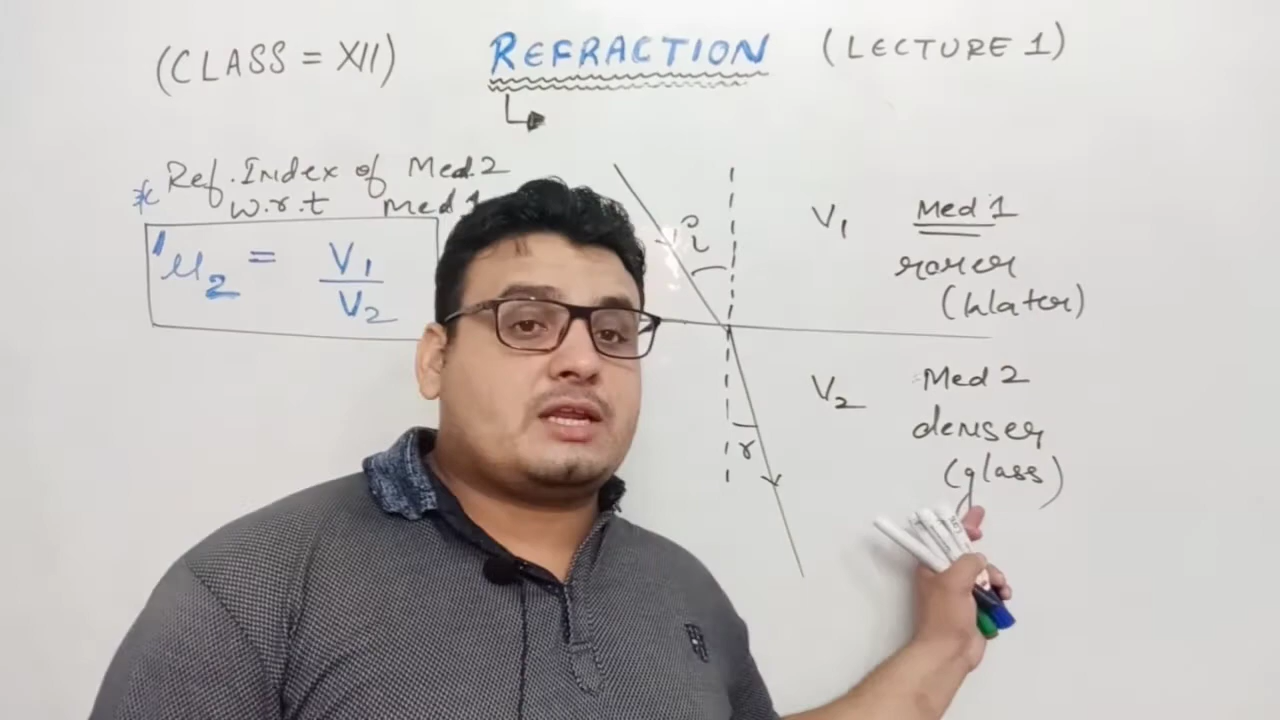 (CLASS = XII) REFRACTION (LECTURE 1)
* Ref. Index of Med. 2
w.r.t Med 1
¹μ₂ = V₁/V₂
i
r
V₁ Med 1
rarer
(Water)
V₂ Med 2
denser
(glass)